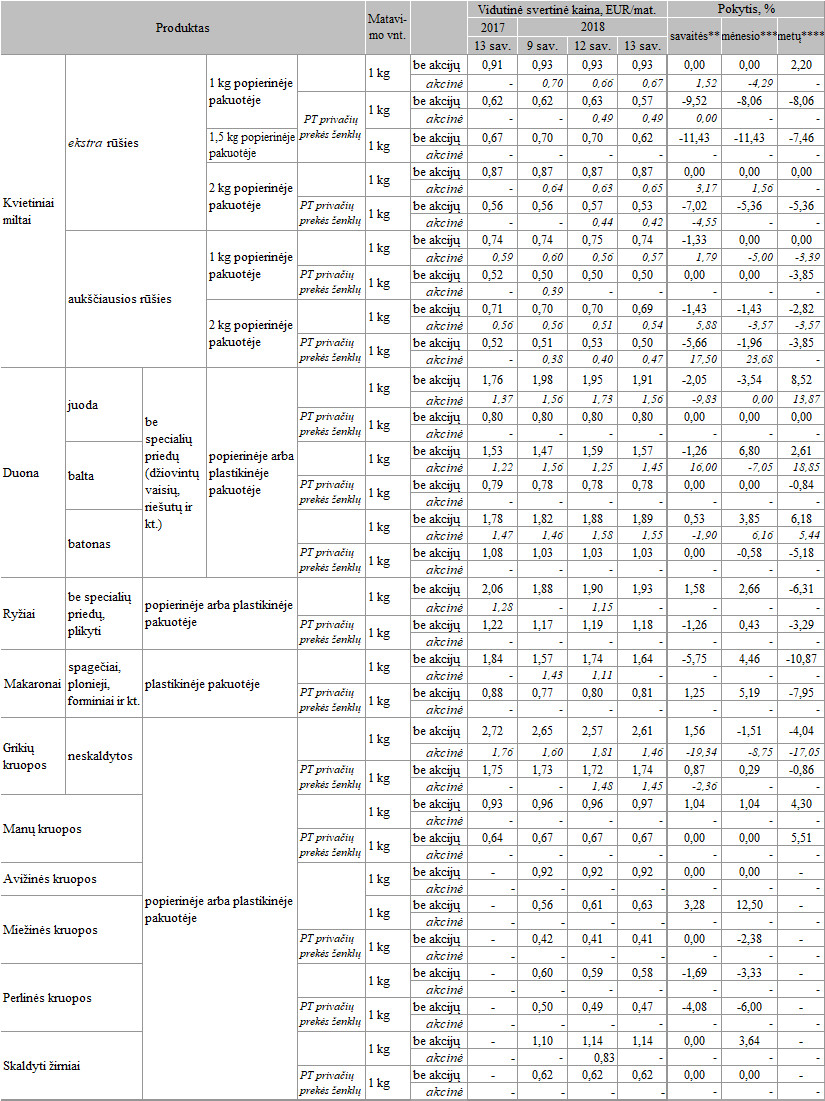 Produktas Matavi- Vidutinė svertinė kaina, EUR/mat. Pokytis, %
mo vnt. 2017 2018 savaitės** mėnesio*** metų****
13 sav. 9 sav. 12 sav. 13 sav.
Kvietiniai miltai ekstra rūšies 1 kg popierinėje pakuotėje 1 kg be akcijų 0,91 0,93 0,93 0,93 0,00 0,00 2,20
akcinė - 0,70 0,66 0,67 1,52 -4,29 -
PT privačių prekės ženklų 1 kg be akcijų 0,62 0,62 0,63 0,57 -9,52 -8,06 -8,06
akcinė - - 0,49 0,49 0,00 - -
1,5 kg popierinėje pakuotėje 1 kg be akcijų 0,67 0,70 0,70 0,62 -11,43 -11,43 -7,46
akcinė - - - - - - -
2 kg popierinėje pakuotėje 1 kg be akcijų 0,87 0,87 0,87 0,87 0,00 0,00 0,00
akcinė - 0,64 0,63 0,65 3,17 1,56 -
PT privačių prekės ženklų 1 kg be akcijų 0,56 0,56 0,57 0,53 -7,02 -5,36 -5,36
akcinė - - 0,44 0,42 -4,55 - -
aukščiausios rūšies 1 kg popierinėje pakuotėje 1 kg be akcijų 0,74 0,74 0,75 0,74 -1,33 0,00 0,00
akcinė 0,59 0,60 0,56 0,57 1,79 -5,00 -3,39
PT privačių prekės ženklų 1 kg be akcijų 0,52 0,50 0,50 0,50 0,00 0,00 -3,85
akcinė - 0,39 - - - - -
2 kg popierinėje pakuotėje 1 kg be akcijų 0,71 0,70 0,70 0,69 -1,43 -1,43 -2,82
akcinė 0,56 0,56 0,51 0,54 5,88 -3,57 -3,57
PT privačių prekės ženklų 1 kg be akcijų 0,52 0,51 0,53 0,50 -5,66 -1,96 -3,85
akcinė - 0,38 0,40 0,47 17,50 23,68 -
Duona juoda be specialių priedų (džiovintų vaisių, riešutų ir kt.) popierinėje arba plastikinėje pakuotėje 1 kg be akcijų 1,76 1,98 1,95 1,91 -2,05 -3,54 8,52
akcinė 1,37 1,56 1,73 1,56 -9,83 0,00 13,87
PT privačių prekės ženklų 1 kg be akcijų 0,80 0,80 0,80 0,80 0,00 0,00 0,00
akcinė - - - - - - -
balta 1 kg be akcijų 1,53 1,47 1,59 1,57 -1,26 6,80 2,61
akcinė 1,22 1,56 1,25 1,45 16,00 -7,05 18,85
PT privačių prekės ženklų 1 kg be akcijų 0,79 0,78 0,78 0,78 0,00 0,00 -0,84
akcinė - - - - - - -
batonas 1 kg be akcijų 1,78 1,82 1,88 1,89 0,53 3,85 6,18
akcinė 1,47 1,46 1,58 1,55 -1,90 6,16 5,44
PT privačių prekės ženklų 1 kg be akcijų 1,08 1,03 1,03 1,03 0,00 -0,58 -5,18
akcinė - - - - - - -
Ryžiai be specialių priedų, plikyti popierinėje arba plastikinėje pakuotėje 1 kg be akcijų 2,06 1,88 1,90 1,93 1,58 2,66 -6,31
akcinė 1,28 - 1,15 - - - -
PT privačių prekės ženklų 1 kg be akcijų 1,22 1,17 1,19 1,18 -1,26 0,43 -3,29
akcinė - - - - - - -
Makaronai spagečiai, plonieji, forminiai ir kt. plastikinėje pakuotėje 1 kg be akcijų 1,84 1,57 1,74 1,64 -5,75 4,46 -10,87
akcinė - 1,43 1,11 - - - -
PT privačių prekės ženklų 1 kg be akcijų 0,88 0,77 0,80 0,81 1,25 5,19 -7,95
akcinė - - - - - - -
Grikių kruopos neskaldytos popierinėje arba plastikinėje pakuotėje 1 kg be akcijų 2,72 2,65 2,57 2,61 1,56 -1,51 -4,04
akcinė 1,76 1,60 1,81 1,46 -19,34 -8,75 -17,05
PT privačių prekės ženklų 1 kg be akcijų 1,75 1,73 1,72 1,74 0,87 0,29 -0,86
akcinė - - 1,48 1,45 -2,36 - -
Manų kruopos 1 kg be akcijų 0,93 0,96 0,96 0,97 1,04 1,04 4,30
akcinė - - - - - - -
PT privačių prekės ženklų 1 kg be akcijų 0,64 0,67 0,67 0,67 0,00 0,00 5,51
akcinė - - - - - - -
Avižinės kruopos 1 kg be akcijų - 0,92 0,92 0,92 0,00 0,00 -
akcinė - - - - - - -
Miežinės kruopos 1 kg be akcijų - 0,56 0,61 0,63 3,28 12,50 -
akcinė - - - - - - -
PT privačių prekės ženklų 1 kg be akcijų - 0,42 0,41 0,41 0,00 -2,38 -
akcinė - - - - - - -
Perlinės kruopos 1 kg be akcijų - 0,60 0,59 0,58 -1,69 -3,33 -
akcinė - - - - - - -
PT privačių prekės ženklų 1 kg be akcijų - 0,50 0,49 0,47 -4,08 -6,00 -
akcinė - - - - - - -
Skaldyti žirniai 1 kg be akcijų - 1,10 1,14 1,14 0,00 3,64 -
akcinė - - 0,83 - - - -
PT privačių prekės ženklų 1 kg be akcijų - 0,62 0,62 0,62 0,00 0,00 -
akcinė - - - - - - -